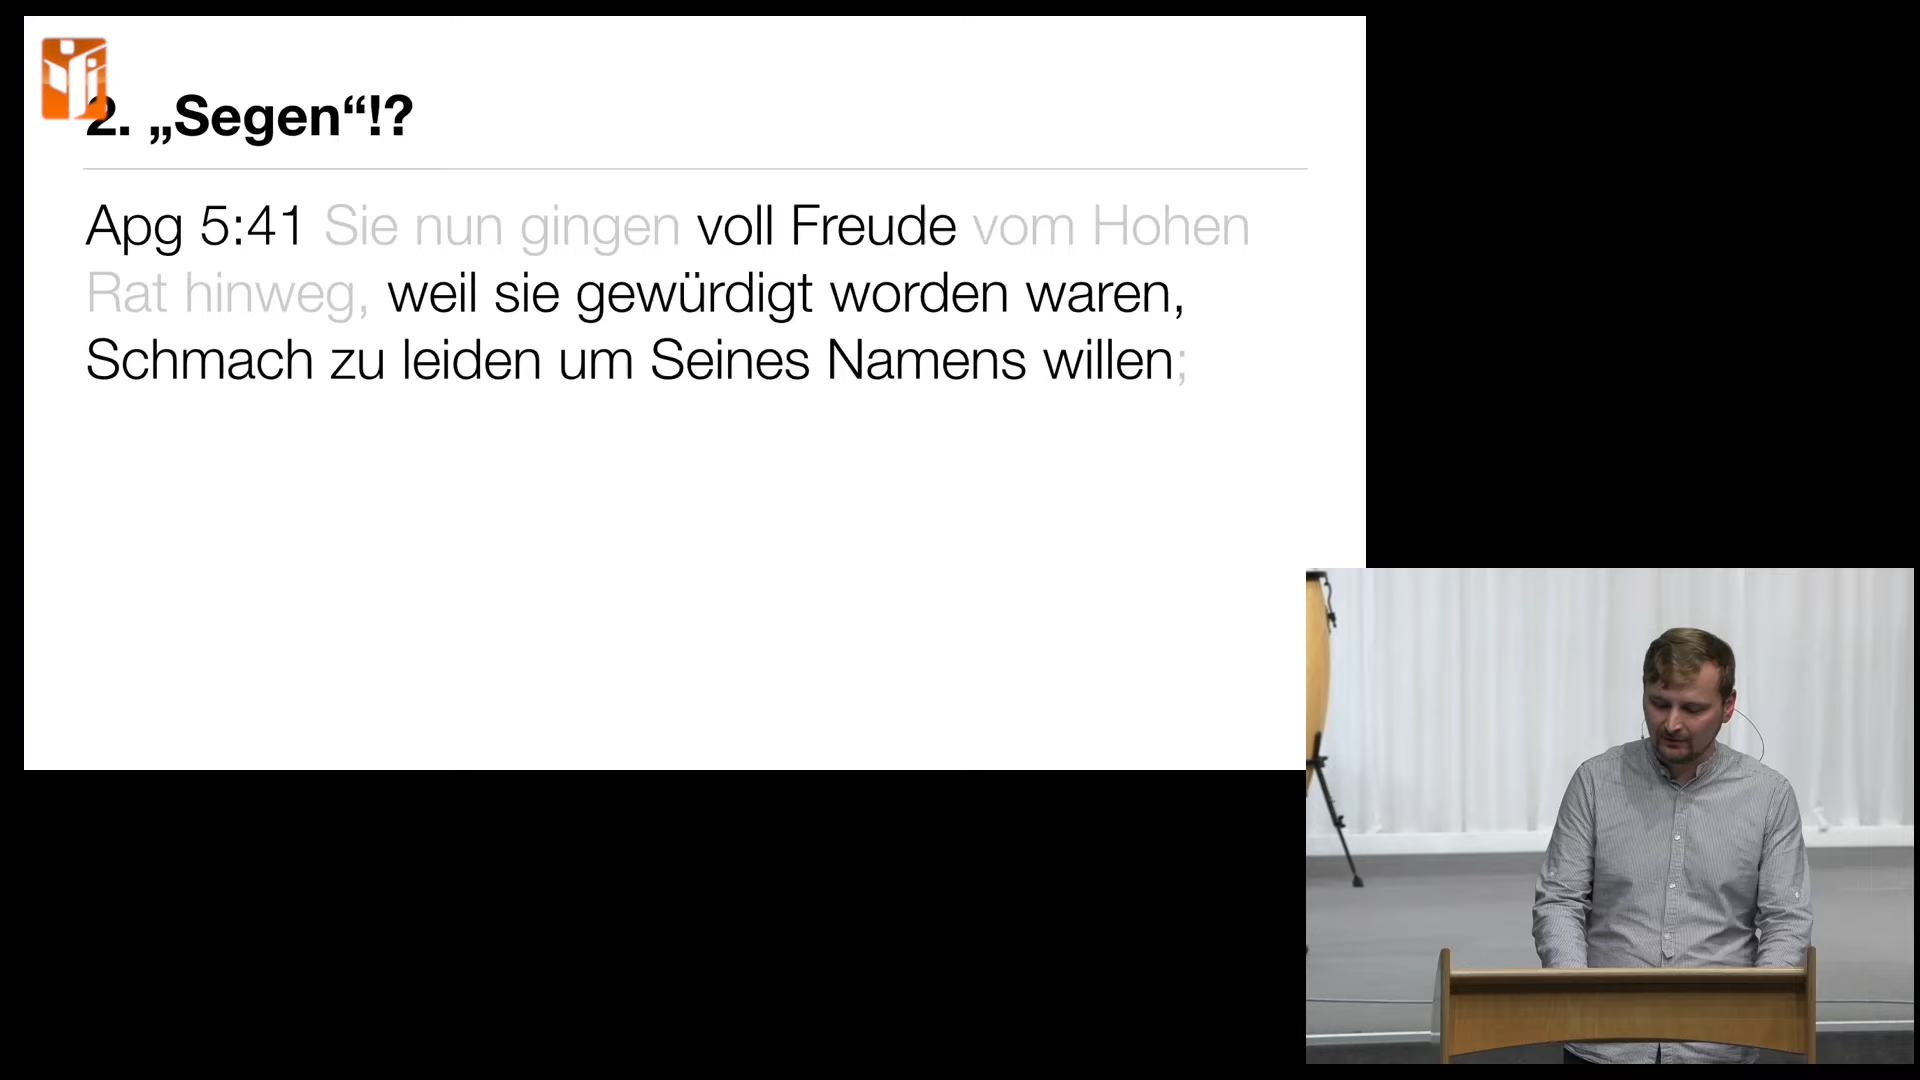 2. „Segen“!?
Apg 5:41 Sie nun gingen voll Freude vom Hohen
Rat hinweg, weil sie gewürdigt worden waren,
Schmach zu leiden um Seines Namens willen;